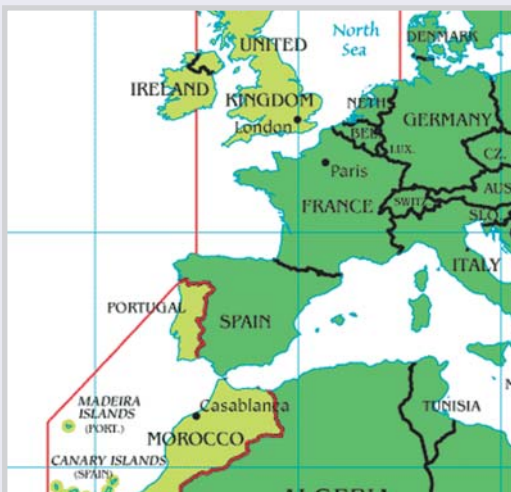 North
Sea
DENMARK
UNITED
KINGDOM
IRELAND
London
NETH
BEL
LUX.
GERMANY
CZ.
Paris
FRANCE
SWITZ
AUS
SLO
ITALY
PORTUGAL
SPAIN
MADEIRA
ISLANDS
(PORT.)
Casablanca
MOROCCO
TUNISIA
CANARY ISLANDS
(SPAIN)
ALGERIA